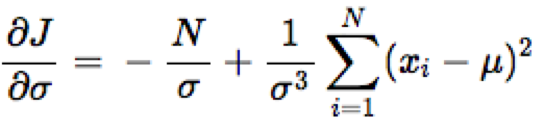 ∂J/∂σ = − N/σ + 1/σ³ ∑_{i=1}^{N} (x_i − μ)²